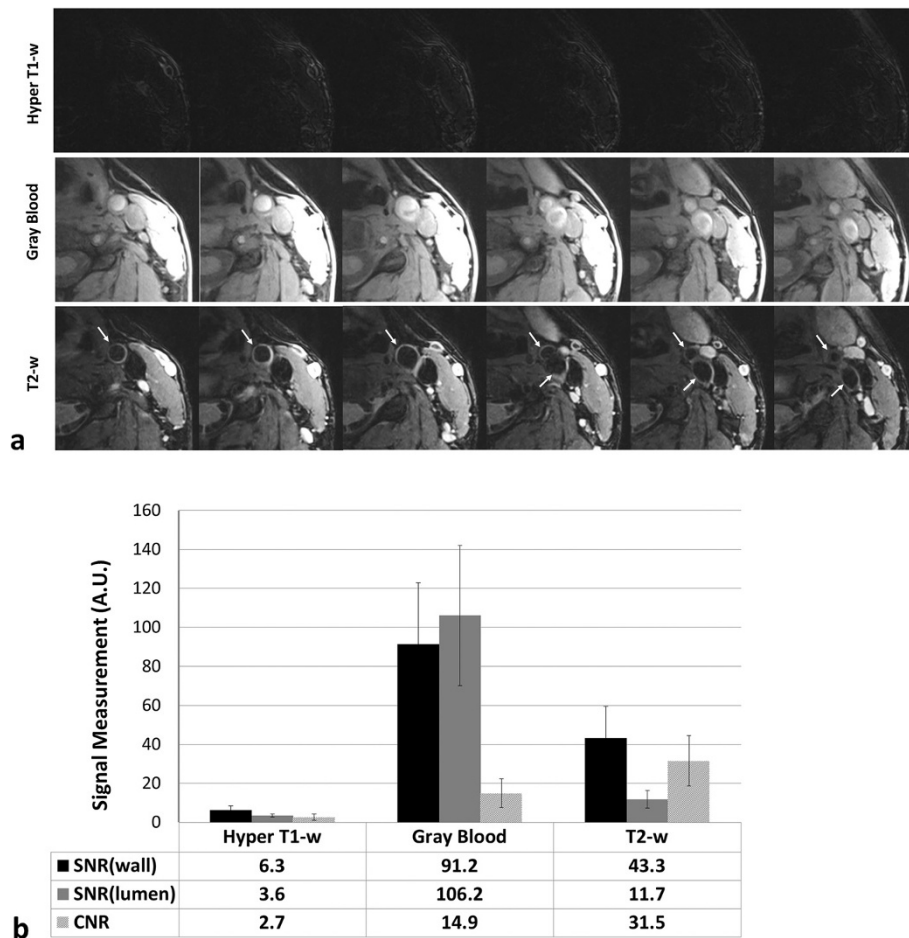 Hyper T1-w
Gray Blood
T2-w
a
Signal Measurement (A.U.)
160
140
120
100
80
60
40
20
0
Hyper T1-w Gray Blood T2-w
SNR(wall) 6.3 91.2 43.3
SNR(lumen) 3.6 106.2 11.7
CNR 2.7 14.9 31.5
b